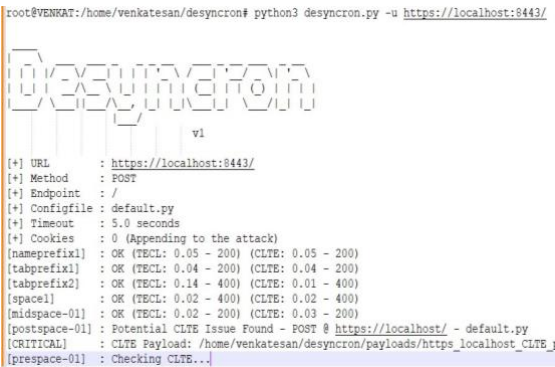 root@VENKAT:/home/venkatesan/desyncron# python3 desyncron.py -u https://localhost:8443/
Desyncron
v1
[+] URL : https://localhost:8443/
[+] Method : POST
[+] Endpoint : /
[+] Configfile : default.py
[+] Timeout : 5.0 seconds
[+] Cookies : 0 (Appending to the attack)
[nameprefix1] : OK (TECL: 0.05 - 200) (CLTE: 0.05 - 200)
[tabprefix1] : OK (TECL: 0.04 - 200) (CLTE: 0.04 - 200)
[tabprefix2] : OK (TECL: 0.14 - 400) (CLTE: 0.01 - 400)
[space1] : OK (TECL: 0.02 - 400) (CLTE: 0.02 - 400)
[midspace-01] : OK (TECL: 0.02 - 200) (CLTE: 0.03 - 200)
[postspace-01] : Potential CLTE Issue Found - POST @ https://localhost/ - default.py
[CRITICAL] : CLTE Payload: /home/venkatesan/desyncron/payloads/https_localhost_CLTE_p
[prespace-01] : Checking CLTE...